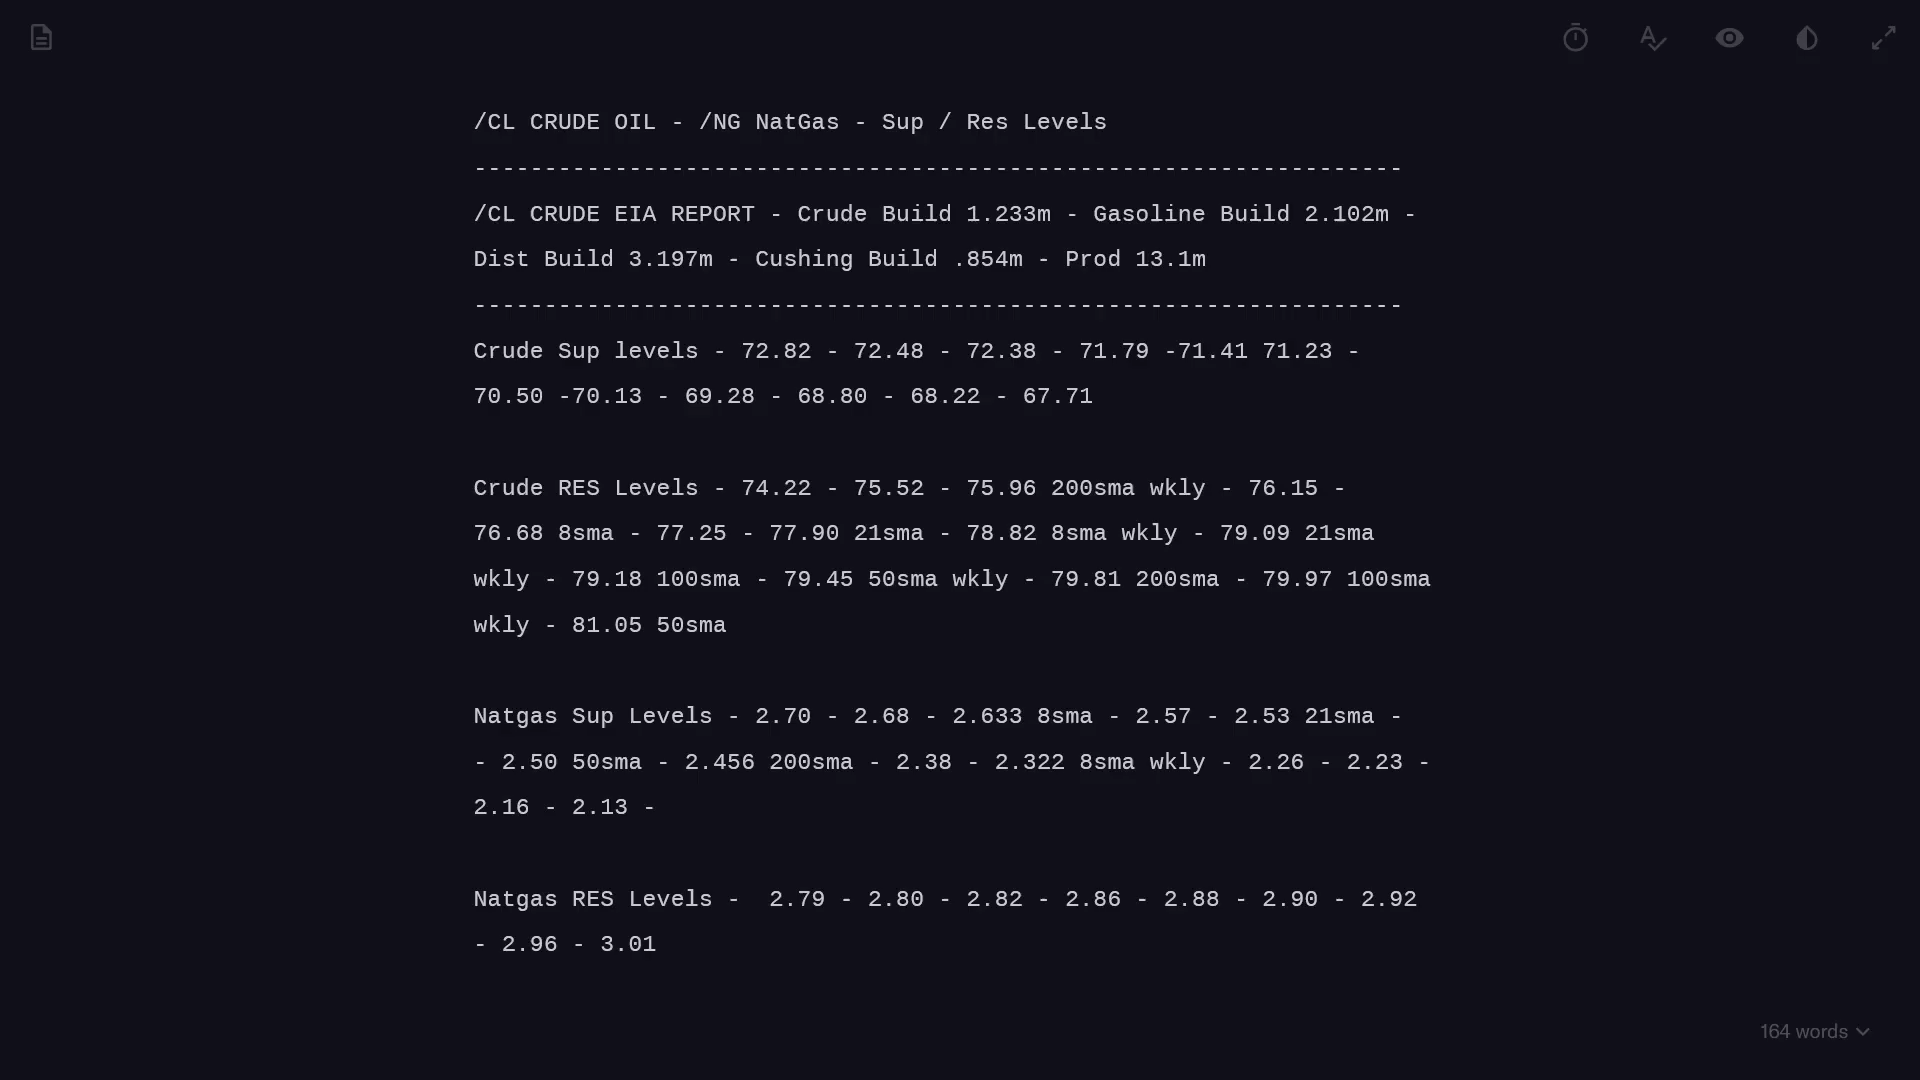 /CL CRUDE OIL - /NG NatGas - Sup / Res Levels
------------------------------------------------------------------
/CL CRUDE EIA REPORT - Crude Build 1.233m - Gasoline Build 2.102m -
Dist Build 3.197m - Cushing Build .854m - Prod 13.1m
------------------------------------------------------------------
Crude Sup levels - 72.82 - 72.48 - 72.38 - 71.79 -71.41 71.23 -
70.50 -70.13 - 69.28 - 68.80 - 68.22 - 67.71
Crude RES Levels - 74.22 - 75.52 - 75.96 200sma wkly - 76.15 -
76.68 8sma - 77.25 - 77.90 21sma - 78.82 8sma wkly - 79.09 21sma
wkly - 79.18 100sma - 79.45 50sma wkly - 79.81 200sma - 79.97 100sma
wkly - 81.05 50sma
Natgas Sup Levels - 2.70 - 2.68 - 2.633 8sma - 2.57 - 2.53 21sma -
- 2.50 50sma - 2.456 200sma - 2.38 - 2.322 8sma wkly - 2.26 - 2.23 -
2.16 - 2.13 -
Natgas RES Levels -  2.79 - 2.80 - 2.82 - 2.86 - 2.88 - 2.90 - 2.92
- 2.96 - 3.01
164 words